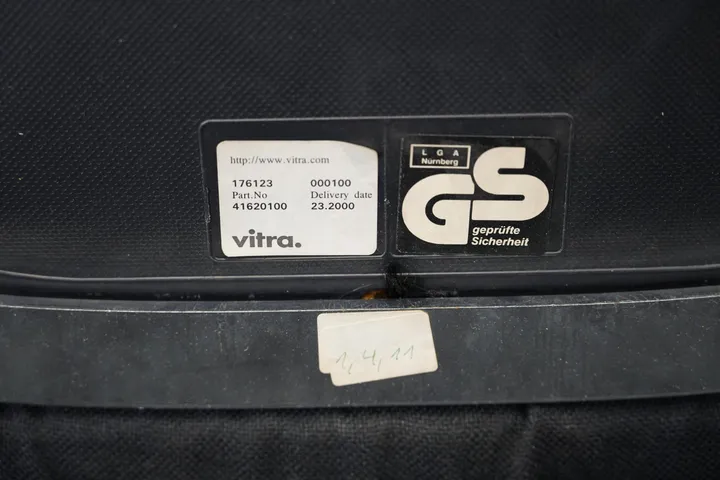 http://www.vitra.com
176123 000100
Part.No Delivery date
41620100 23.2000
vitra.
L G A
Nürnberg
GS
geprüfte
Sicherheit
1, 4, 11